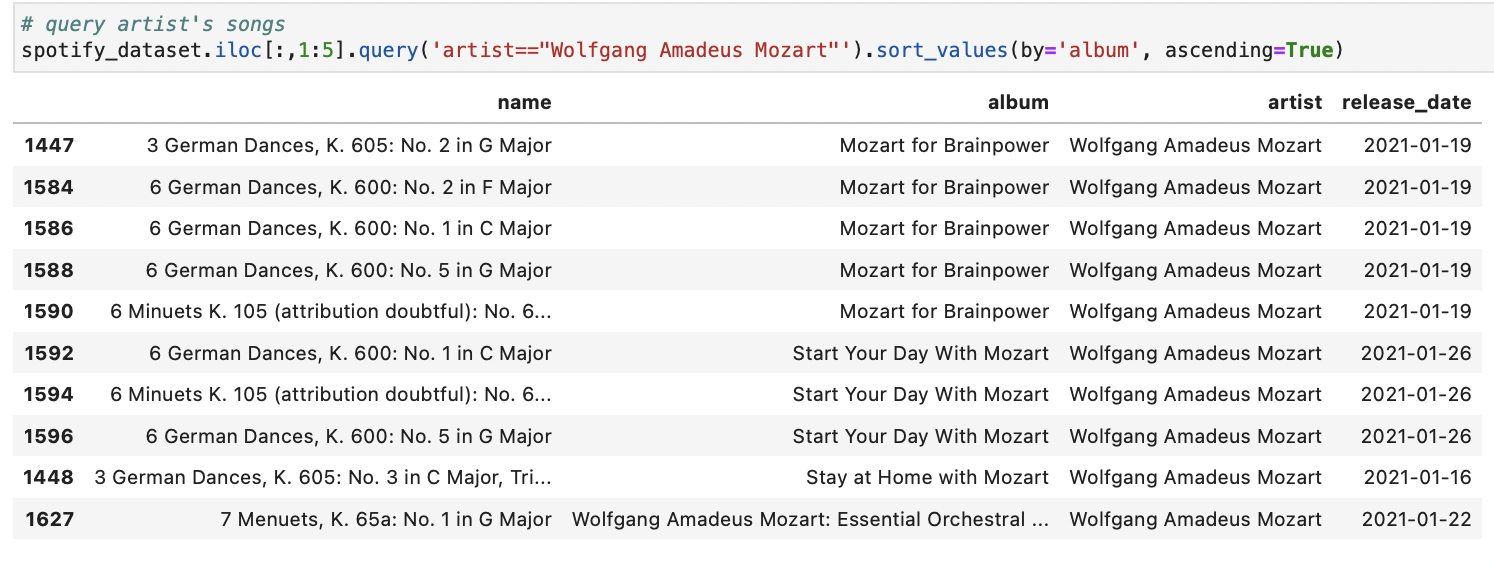 # query artist's songs
spotify_dataset.iloc[:,1:5].query('artist=="Wolfgang Amadeus Mozart"').sort_values(by='album', ascending=True)
name album artist release_date
1447 3 German Dances, K. 605: No. 2 in G Major Mozart for Brainpower Wolfgang Amadeus Mozart 2021-01-19
1584 6 German Dances, K. 600: No. 2 in F Major Mozart for Brainpower Wolfgang Amadeus Mozart 2021-01-19
1586 6 German Dances, K. 600: No. 1 in C Major Mozart for Brainpower Wolfgang Amadeus Mozart 2021-01-19
1588 6 German Dances, K. 600: No. 5 in G Major Mozart for Brainpower Wolfgang Amadeus Mozart 2021-01-19
1590 6 Minuets K. 105 (attribution doubtful): No. 6... Mozart for Brainpower Wolfgang Amadeus Mozart 2021-01-19
1592 6 German Dances, K. 600: No. 1 in C Major Start Your Day With Mozart Wolfgang Amadeus Mozart 2021-01-26
1594 6 Minuets K. 105 (attribution doubtful): No. 6... Start Your Day With Mozart Wolfgang Amadeus Mozart 2021-01-26
1596 6 German Dances, K. 600: No. 5 in G Major Start Your Day With Mozart Wolfgang Amadeus Mozart 2021-01-26
1448 3 German Dances, K. 605: No. 3 in C Major, Tri... Stay at Home with Mozart Wolfgang Amadeus Mozart 2021-01-16
1627 7 Menuets, K. 65a: No. 1 in G Major Wolfgang Amadeus Mozart: Essential Orchestral ... Wolfgang Amadeus Mozart 2021-01-22